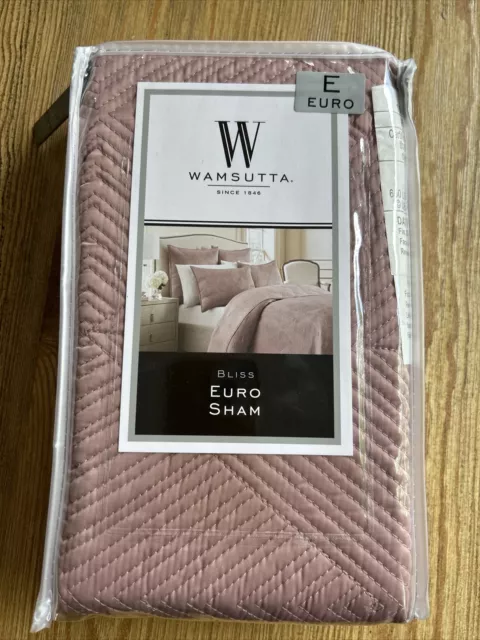 E
EURO
W
WAMSUTTA.
SINCE 1846
BLISS
EURO
SHAM